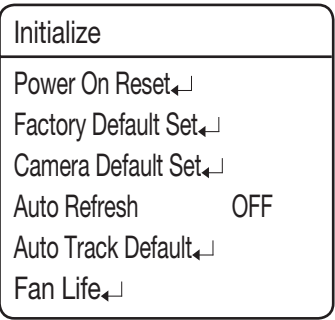 Initialize
Power On Reset↵
Factory Default Set↵
Camera Default Set↵
Auto Refresh OFF
Auto Track Default↵
Fan Life↵